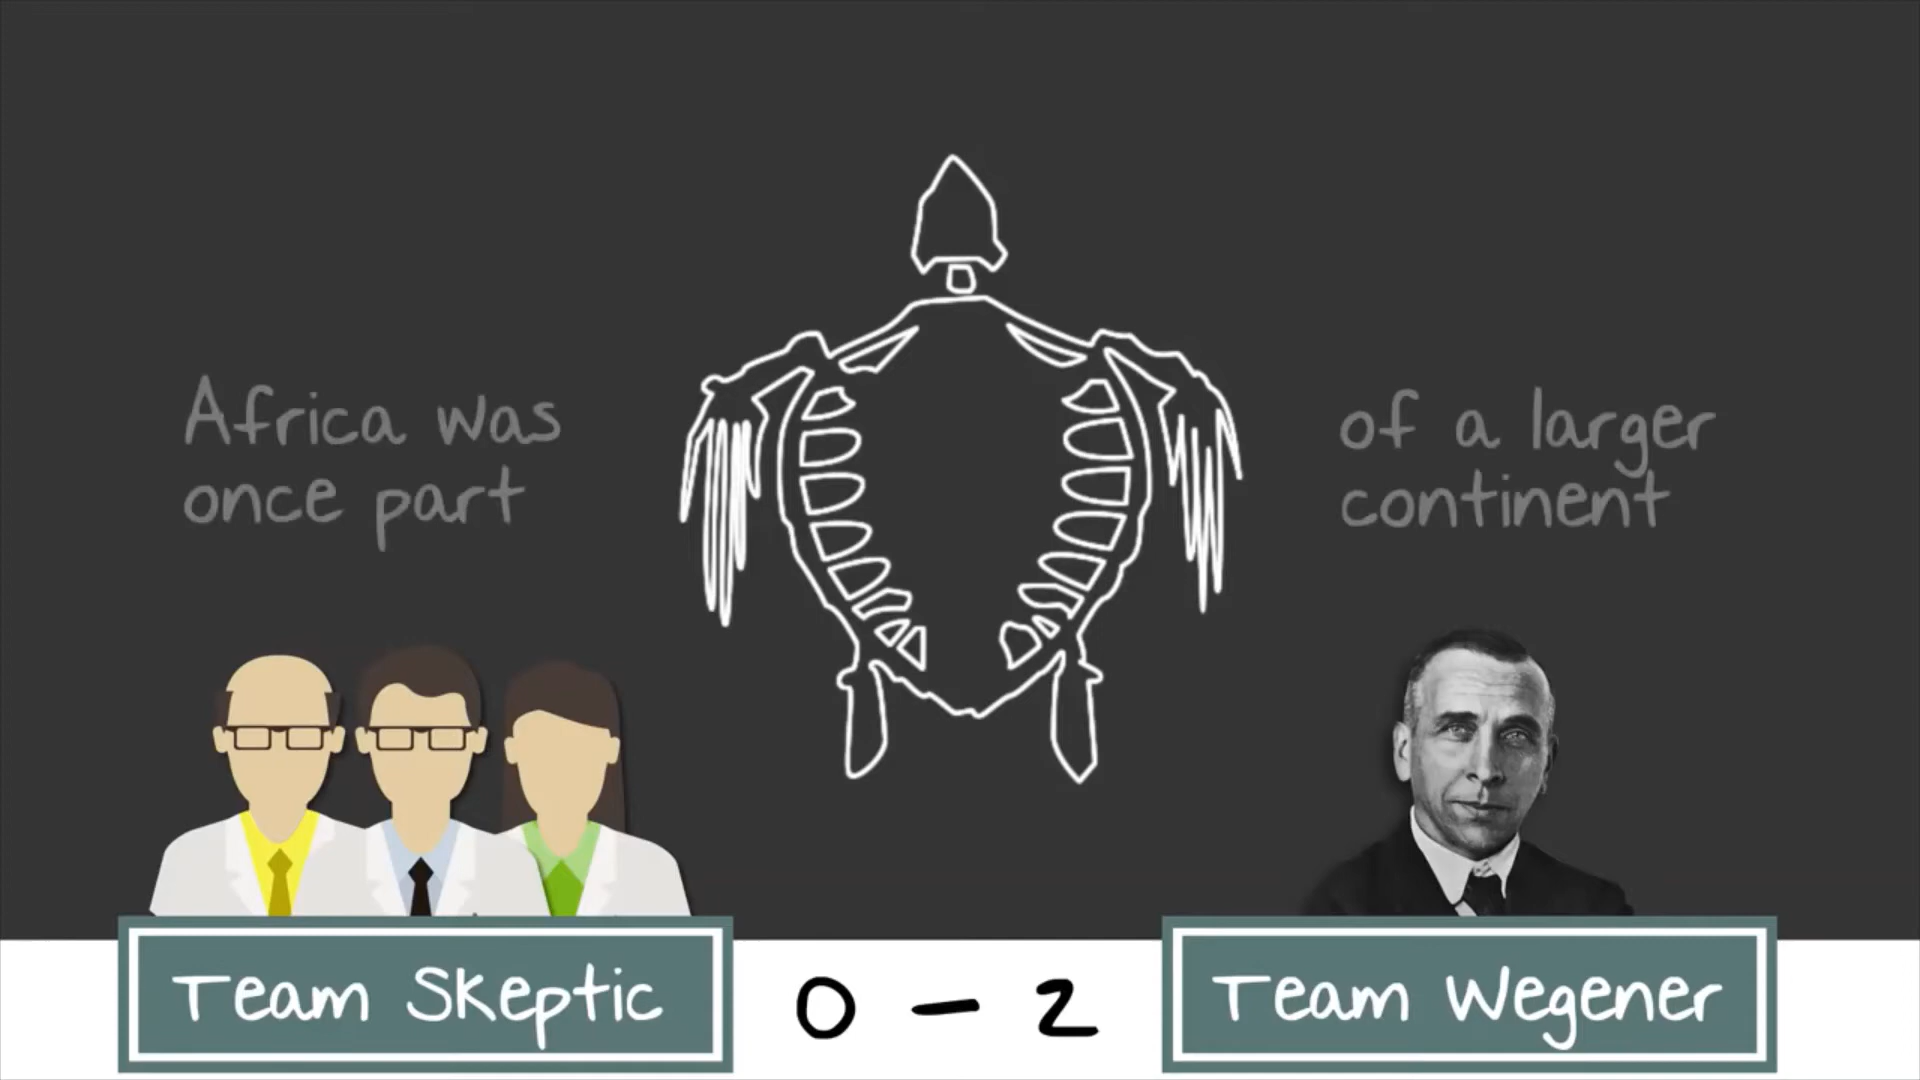 Africa was
once part
of a larger
continent
Team Skeptic
0 - 2
Team Wegener